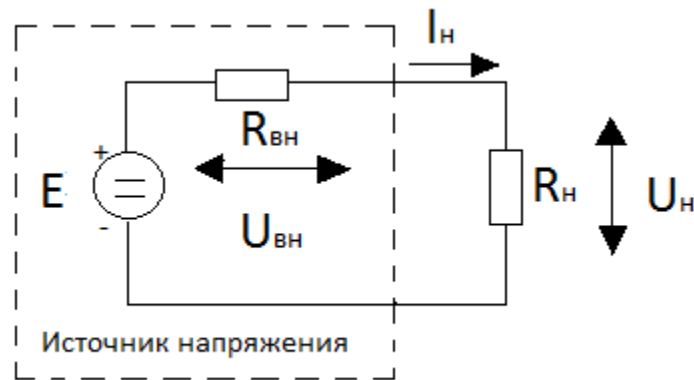 Iн
Rвн
+
E
Rн
Uн
-
Uвн
Источник напряжения